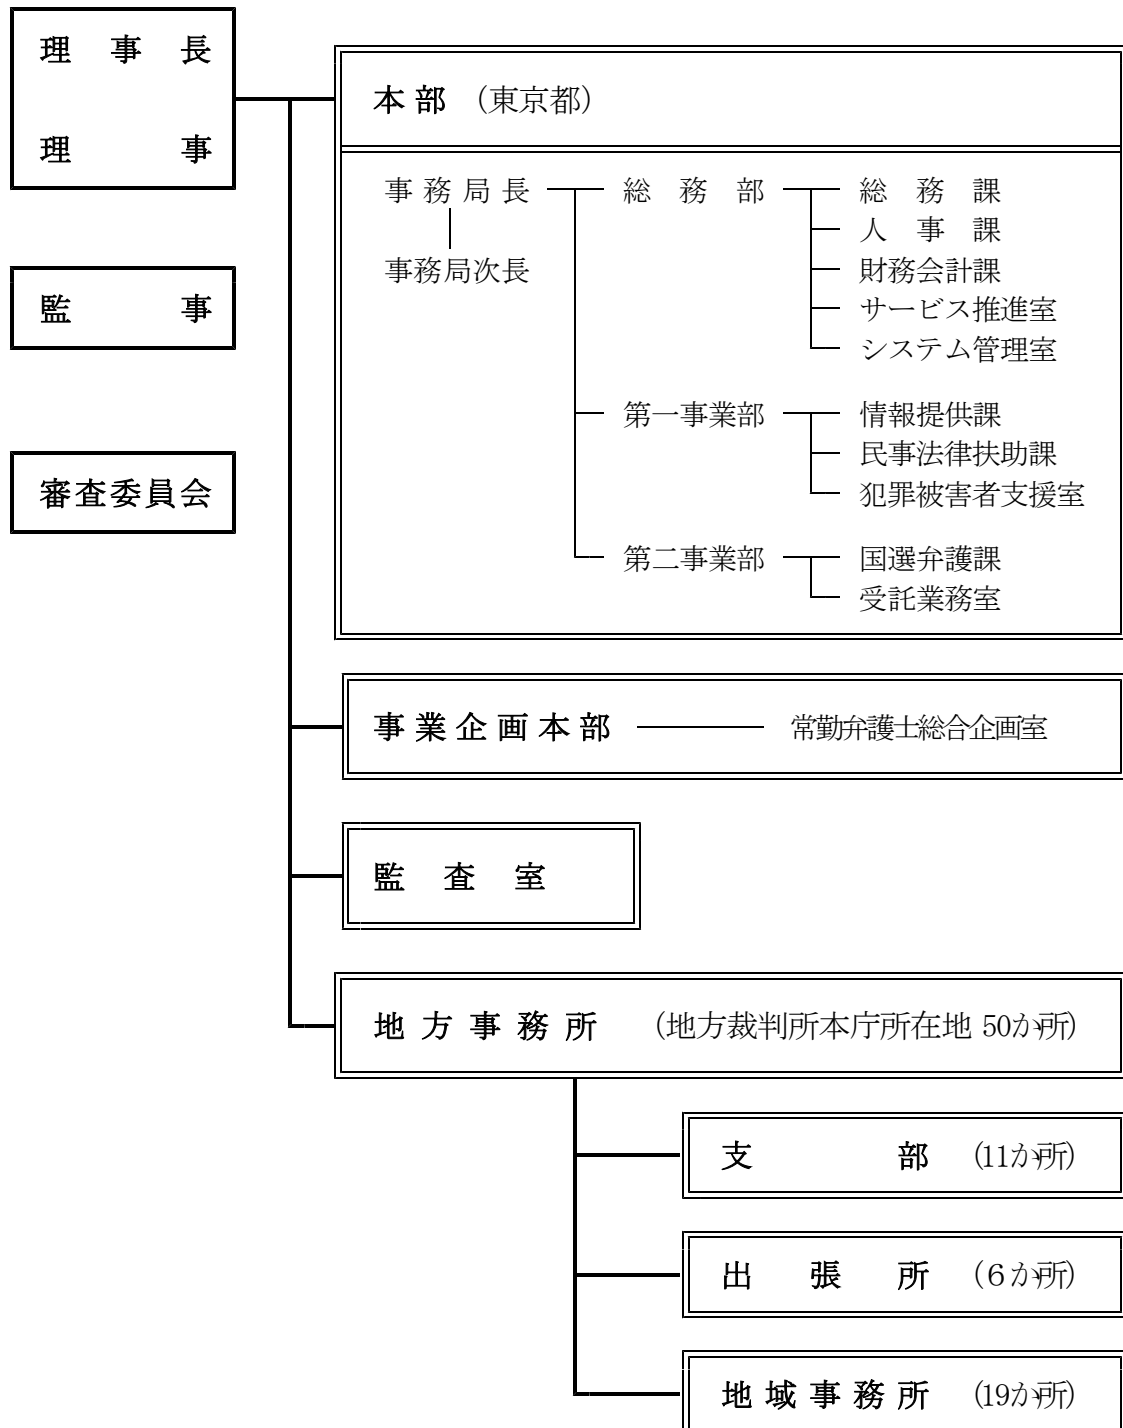 理事長
理事
監事
審査委員会
本部 （東京都）
事務局長 総務部 総務課
人事課
事務局次長 財務会計課
サービス推進室
システム管理室
第一事業部 情報提供課
民事法律扶助課
犯罪被害者支援室
第二事業部 国選弁護課
受託業務室
事業企画本部 常勤弁護士総合企画室
監査室
地方事務所 （地方裁判所本庁所在地 50か所）
支部 （11か所）
出張所 （６か所）
地域事務所 （19か所）